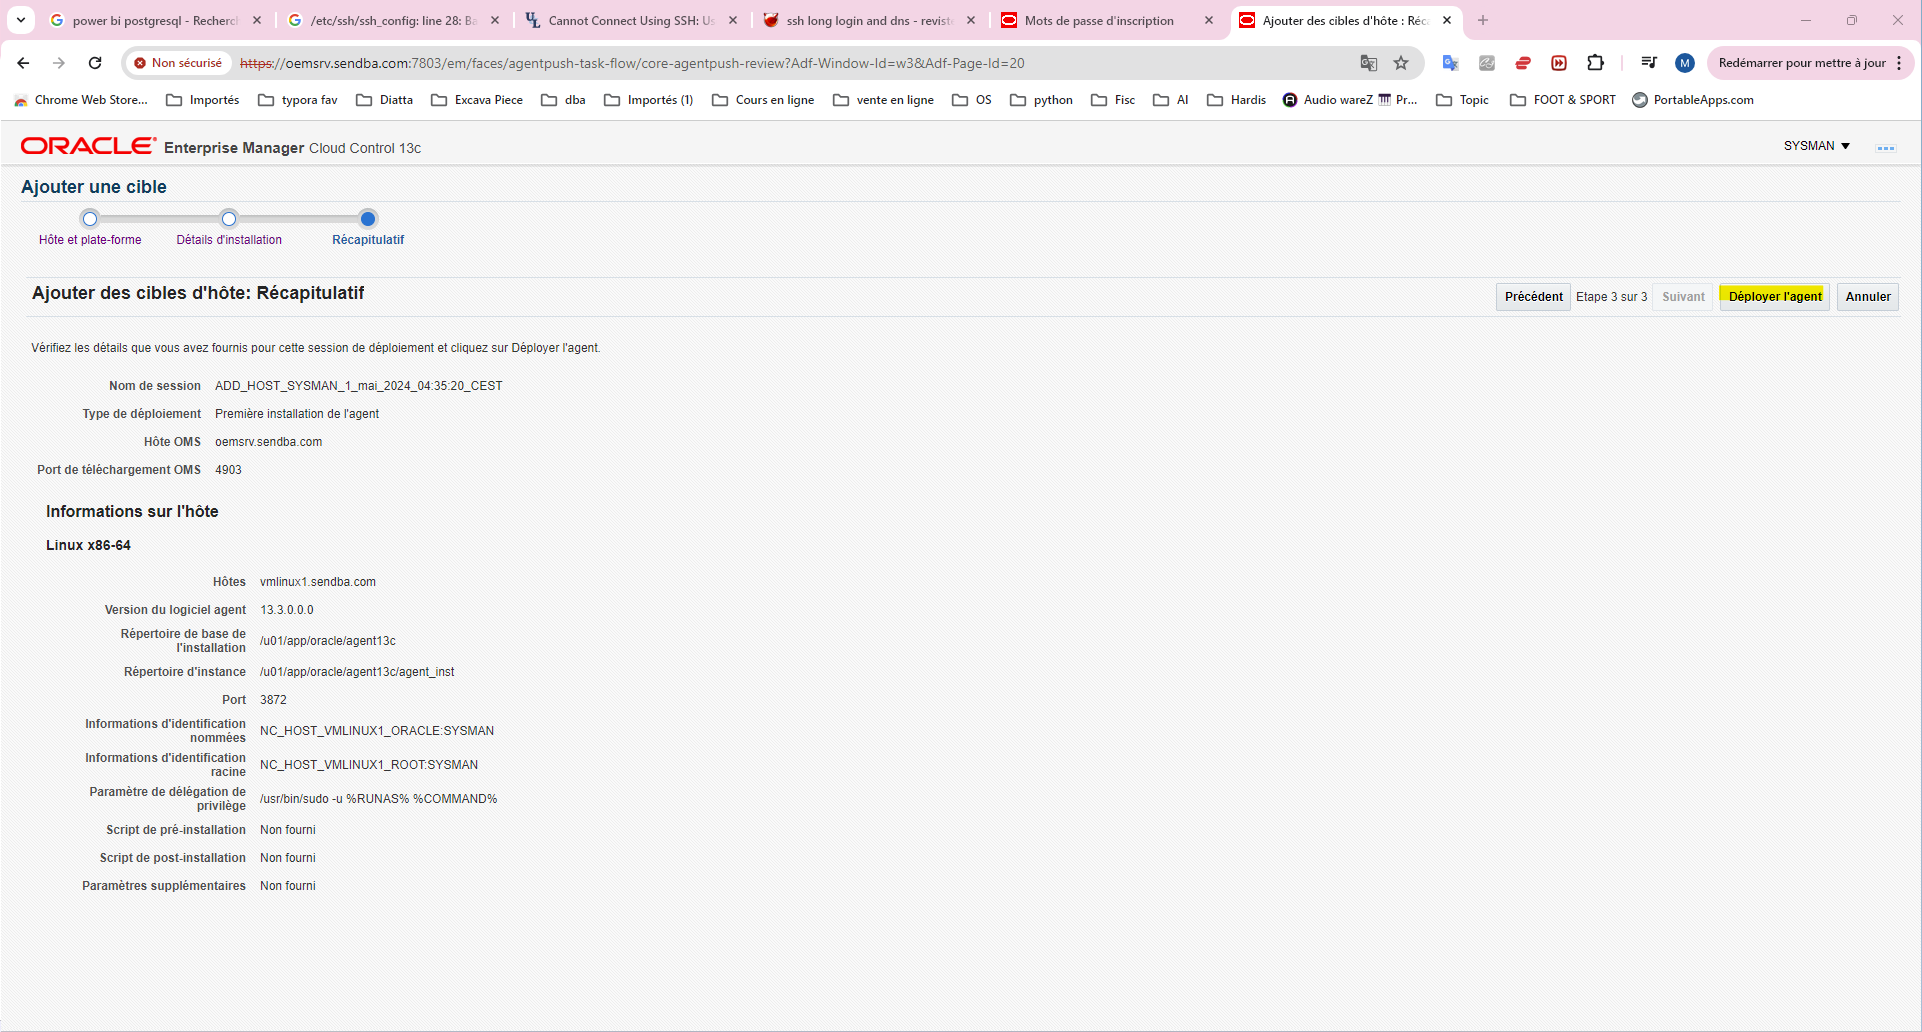 power bi postgresql - Recherch
/etc/ssh/ssh_config: line 28: Ba
Cannot Connect Using SSH: Us
ssh long login and dns - reviste
Mots de passe d'inscription
Ajouter des cibles d'hôte : Réca
Non sécurisé
https://oemsrv.sendba.com:7803/em/faces/agentpush-task-flow/core-agentpush-review?Adf-Window-Id=w3&Adf-Page-Id=20
M
Redémarrer pour mettre à jour
Chrome Web Store...
Importés
typora fav
Diatta
Excava Piece
dba
Importés (1)
Cours en ligne
vente en ligne
OS
python
Fisc
AI
Hardis
Audio wareZ
Pr...
Topic
FOOT & SPORT
PortableApps.com
ORACLE Enterprise Manager Cloud Control 13c
SYSMAN
Ajouter une cible
Hôte et plate-forme
Détails d'installation
Récapitulatif
Ajouter des cibles d'hôte: Récapitulatif
Précédent Etape 3 sur 3 Suivant Déployer l'agent Annuler
Vérifiez les détails que vous avez fournis pour cette session de déploiement et cliquez sur Déployer l'agent.
Nom de session ADD_HOST_SYSMAN_1_mai_2024_04:35:20_CEST
Type de déploiement Première installation de l'agent
Hôte OMS oemsrv.sendba.com
Port de téléchargement OMS 4903
Informations sur l'hôte
Linux x86-64
Hôtes vmlinux1.sendba.com
Version du logiciel agent 13.3.0.0.0
Répertoire de base de
l'installation /u01/app/oracle/agent13c
Répertoire d'instance /u01/app/oracle/agent13c/agent_inst
Port 3872
Informations d'identification
nommées NC_HOST_VMLINUX1_ORACLE:SYSMAN
Informations d'identification
racine NC_HOST_VMLINUX1_ROOT:SYSMAN
Paramètre de délégation de
privilège /usr/bin/sudo -u %RUNAS% %COMMAND%
Script de pré-installation Non fourni
Script de post-installation Non fourni
Paramètres supplémentaires Non fourni